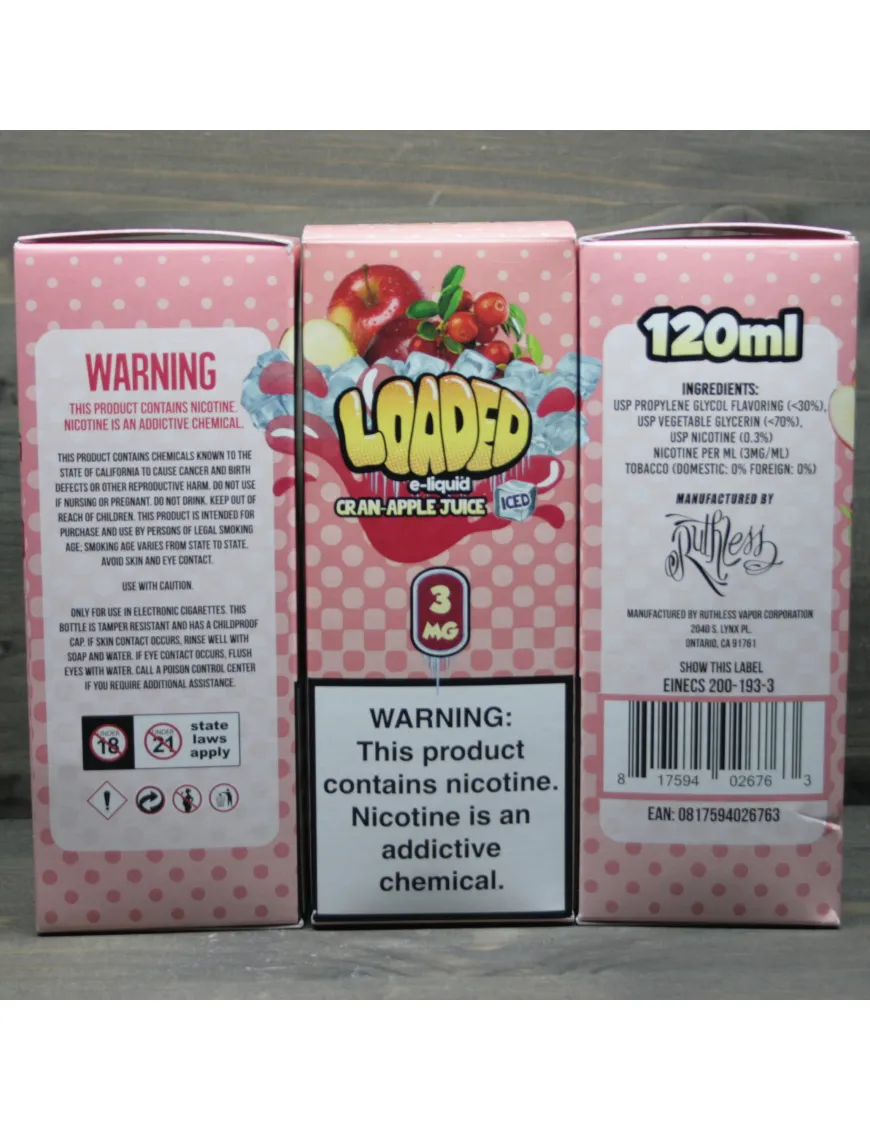 WARNING
THIS PRODUCT CONTAINS NICOTINE.
NICOTINE IS AN ADDICTIVE CHEMICAL.
THIS PRODUCT CONTAINS CHEMICALS KNOWN TO THE
STATE OF CALIFORNIA TO CAUSE CANCER AND BIRTH
DEFECTS OR OTHER REPRODUCTIVE HARM. DO NOT USE
IF NURSING OR PREGNANT. DO NOT DRINK. KEEP OUT OF
REACH OF CHILDREN. THIS PRODUCT IS INTENDED FOR
PURCHASE AND USE BY PERSONS OF LEGAL SMOKING
AGE; SMOKING AGE VARIES FROM STATE TO STATE.
AVOID SKIN AND EYE CONTACT.
USE WITH CAUTION.
ONLY FOR USE IN ELECTRONIC CIGARETTES. THIS
BOTTLE IS TAMPER RESISTANT AND HAS A CHILDPROOF
CAP. IF SKIN CONTACT OCCURS, RINSE WELL WITH
SOAP AND WATER. IF EYE CONTACT OCCURS, FLUSH
EYES WITH WATER. CALL A POISON CONTROL CENTER
IF YOU REQUIRE ADDITIONAL ASSISTANCE.
UNDER
18
UNDER
21
state
laws
apply
LOADED
e-liquid
CRAN-APPLE JUICE
ICED
3
MG
WARNING:
This product
contains nicotine.
Nicotine is an
addictive
chemical.
120ml
INGREDIENTS:
USP PROPYLENE GLYCOL FLAVORING (<30%),
USP VEGETABLE GLYCERIN (<70%),
USP NICOTINE (0.3%)
NICOTINE PER ML (3MG/ML)
TOBACCO (DOMESTIC: 0% FOREIGN: 0%)
MANUFACTURED BY
Ruthless
MANUFACTURED BY RUTHLESS VAPOR CORPORATION
2040 S. LYNX PL.
ONTARIO, CA 91761
SHOW THIS LABEL
EINECS 200-193-3
8 17594 02676 3
EAN: 0817594026763